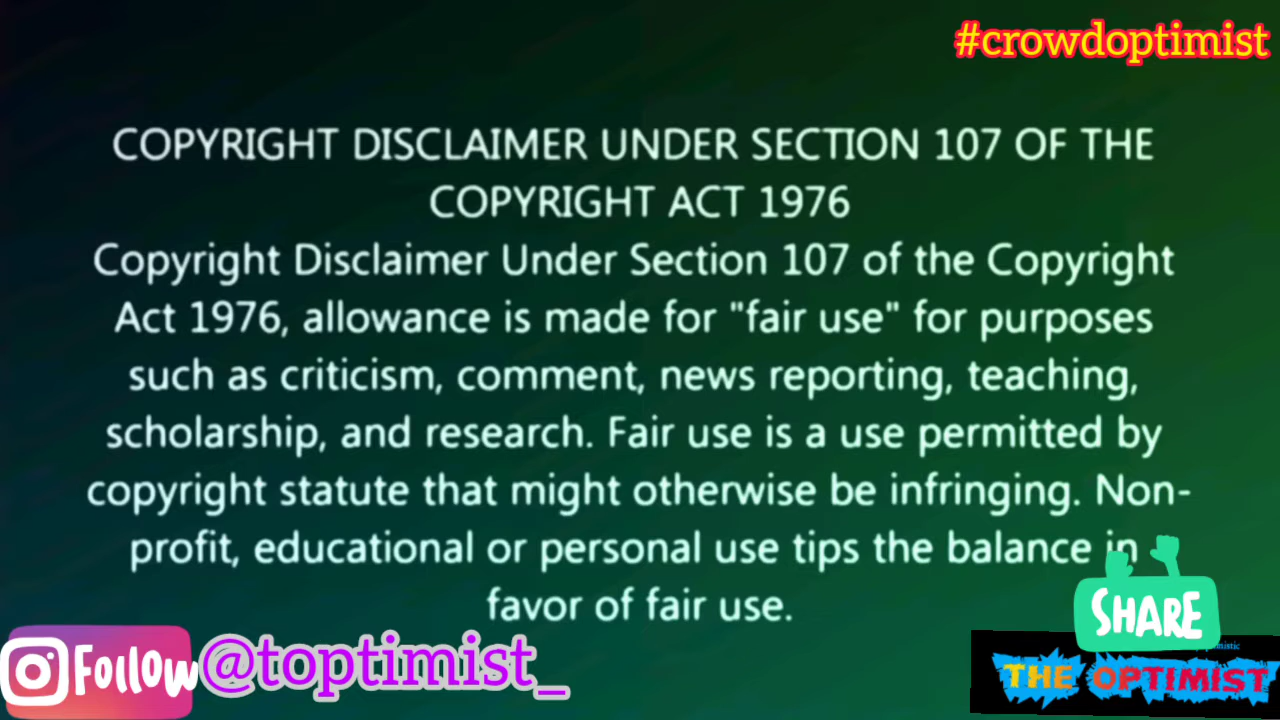 #crowdoptimist
COPYRIGHT DISCLAIMER UNDER SECTION 107 OF THE
COPYRIGHT ACT 1976
Copyright Disclaimer Under Section 107 of the Copyright
Act 1976, allowance is made for "fair use" for purposes
such as criticism, comment, news reporting, teaching,
scholarship, and research. Fair use is a use permitted by
copyright statute that might otherwise be infringing. Non-
profit, educational or personal use tips the balance in
favor of fair use.
SHARE
Follow @toptimist_
THE OPTIMIST